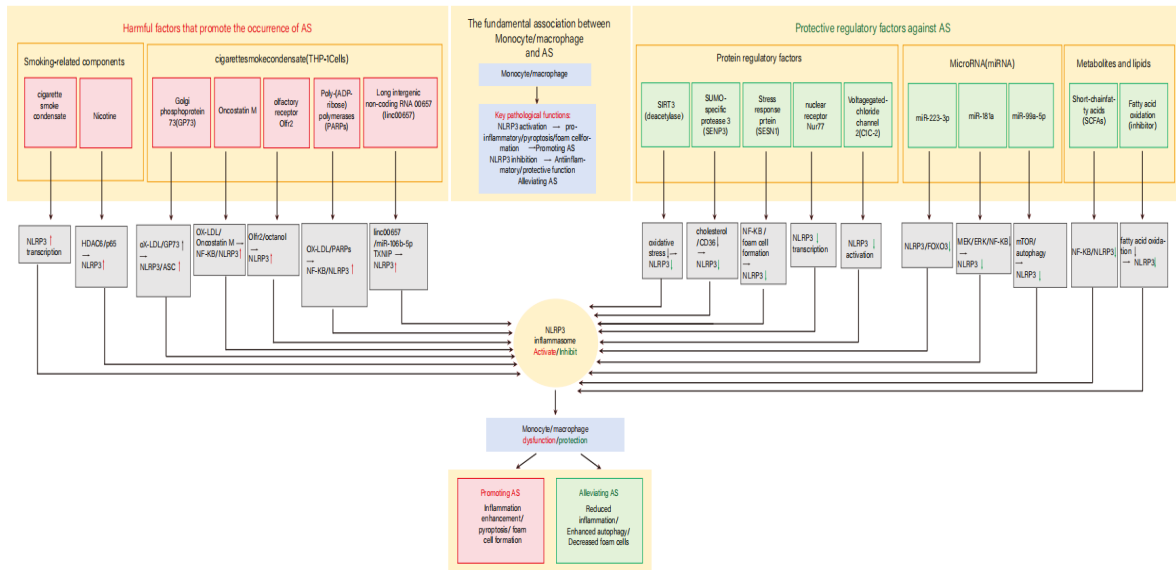 Harmful factors that promote the occurrence of AS
Smoking-related components
cigarette
smoke
condensate
Nicotine
cigarettesmokecondensate(THP-1Cells)
Golgi
phosphoprotein
73(GP73)
Oncostatin M
olfactory
receptor
Olfr2
Poly-(ADP-
ribose)
polymerases
(PARPs)
Long intergenic
non-coding RNA 00657
(linc00657)
The fundamental association between
Monocyte/macrophage
and AS
Monocyte/macrophage
Key pathological functions:
NLRP3 activation → pro-
inflammatory/pyroptosis/foam cellfor-
mation →Promoting AS
NLRP3 inhibition → Antiinflam-
matory/protective function
Alleviating AS
Protective regulatory factors against AS
Protein regulatory factors
SIRT3
(deacetylase)
SUMO-
specific
protease 3
(SENP3)
Stress
response
prtein
(SESN1)
nuclear
receptor
Nur77
Voltagegated-
chloride channel
2(ClC-2)
MicroRNA(miRNA)
miR-223-3p
miR-181a
miR-99a-5p
Metabolites and lipids
Short-chainfat-
ty acids
(SCFAs)
Fatty acid
oxidation
(inhibitor)
NLRP3 ↑
transcription
HDAC6/p65
→
NLRP3↑
oX-LDL/GP73 ↑
→
NLRP3/ASC ↑
OX-LDL/
Oncostatin M →
NF-KB/NLRP3 ↑
Olfr2/octanol
→
NLRP3 ↑
OX-LDL/PARPs
→
NF-KB/NLRP3 ↑
linc00657
/miR-106b-5p
TXNIP →
NLRP3 ↑
oxidative
stress↓→
NLRP3↓
cholesterol
/CD36↓
→
NLRP3↓
NF-KB /
foam cell
formation
→
NLRP3 ↓
NLRP3 ↓
transcription
NLRP3 ↓
activation
NLRP3/FOXO3↓
MEK/ERK/NF-KB↓
→
NLRP3 ↓
mTOR/
autophagy
→
NLRP3 ↓
NF-KB/NLRP3↓
fatty acid oxida-
tion↓
→ NLRP3↓
NLRP3
inflammasome
Activate/Inhibit
Monocyte/macrophage
dysfunction/protection
Promoting AS
Inflammation
enhancement/
pyroptosis/ foam
cell formation
Alleviating AS
Reduced
inflammation/
Enhanced autophagy/
Decreased foam cells